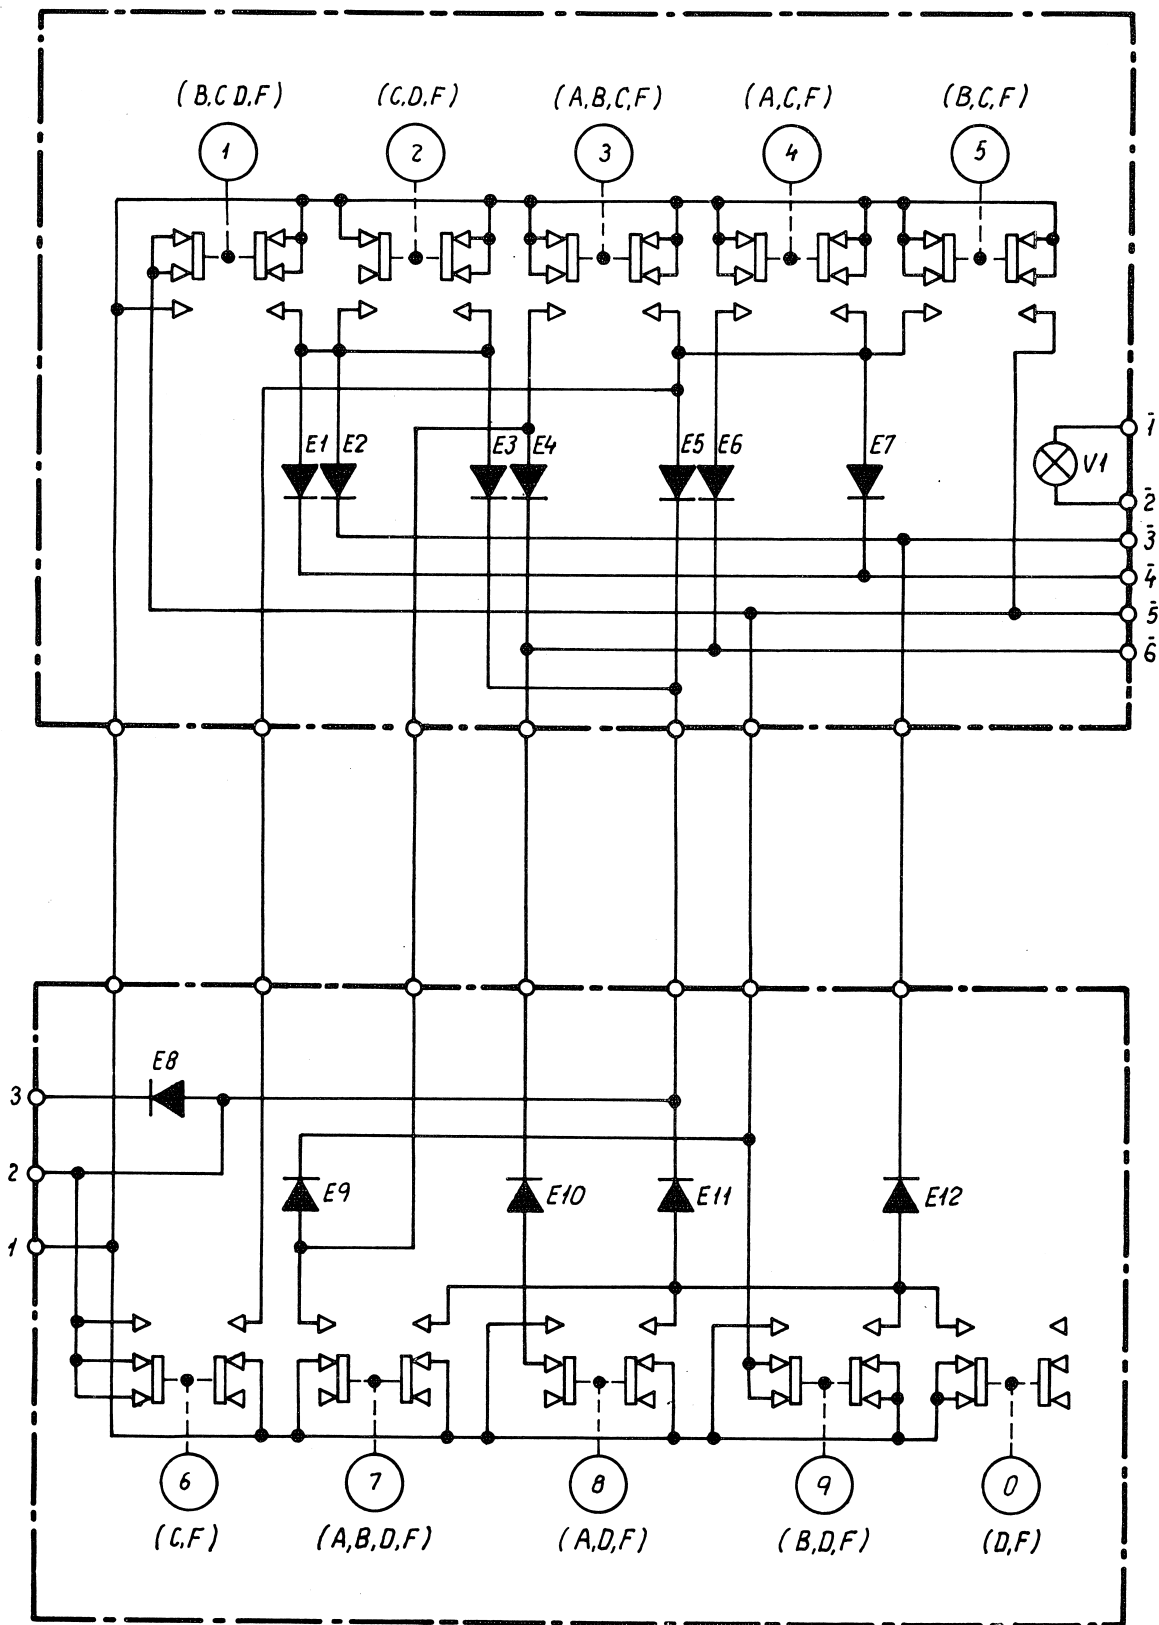 (B,C D,F) (C,D,F) (A,B,C,F) (A,C,F) (B,C,F)
1 2 3 4 5
1̄
E1 E2 E3 E4 E5 E6 E7 V1
2̄
3̄
4̄
5̄
6̄
E8
3
2
E9 E10 E11 E12
1
6 7 8 9 0
(C,F) (A,B,D,F) (A,D,F) (B,D,F) (D,F)